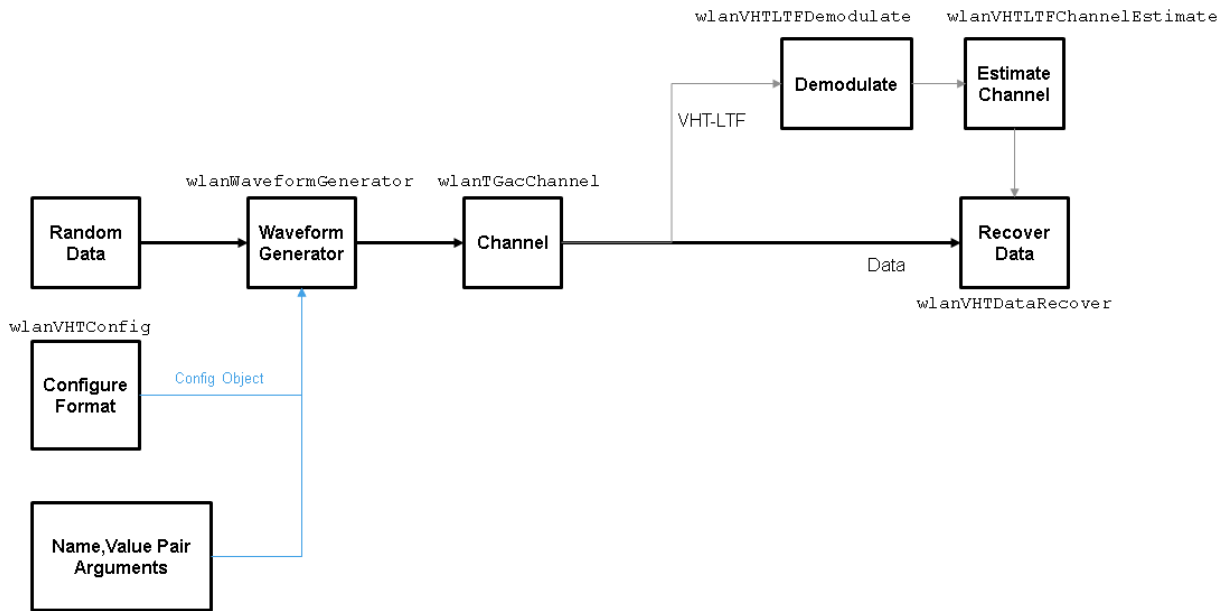 wlanVHTLTFDemodulate
wlanVHTLTFChannelEstimate
Demodulate
Estimate
Channel
VHT-LTF
wlanWaveformGenerator
wlanTGacChannel
Random
Data
Waveform
Generator
Channel
Data
Recover
Data
wlanVHTDataRecover
wlanVHTConfig
Configure
Format
Config Object
Name,Value Pair
Arguments